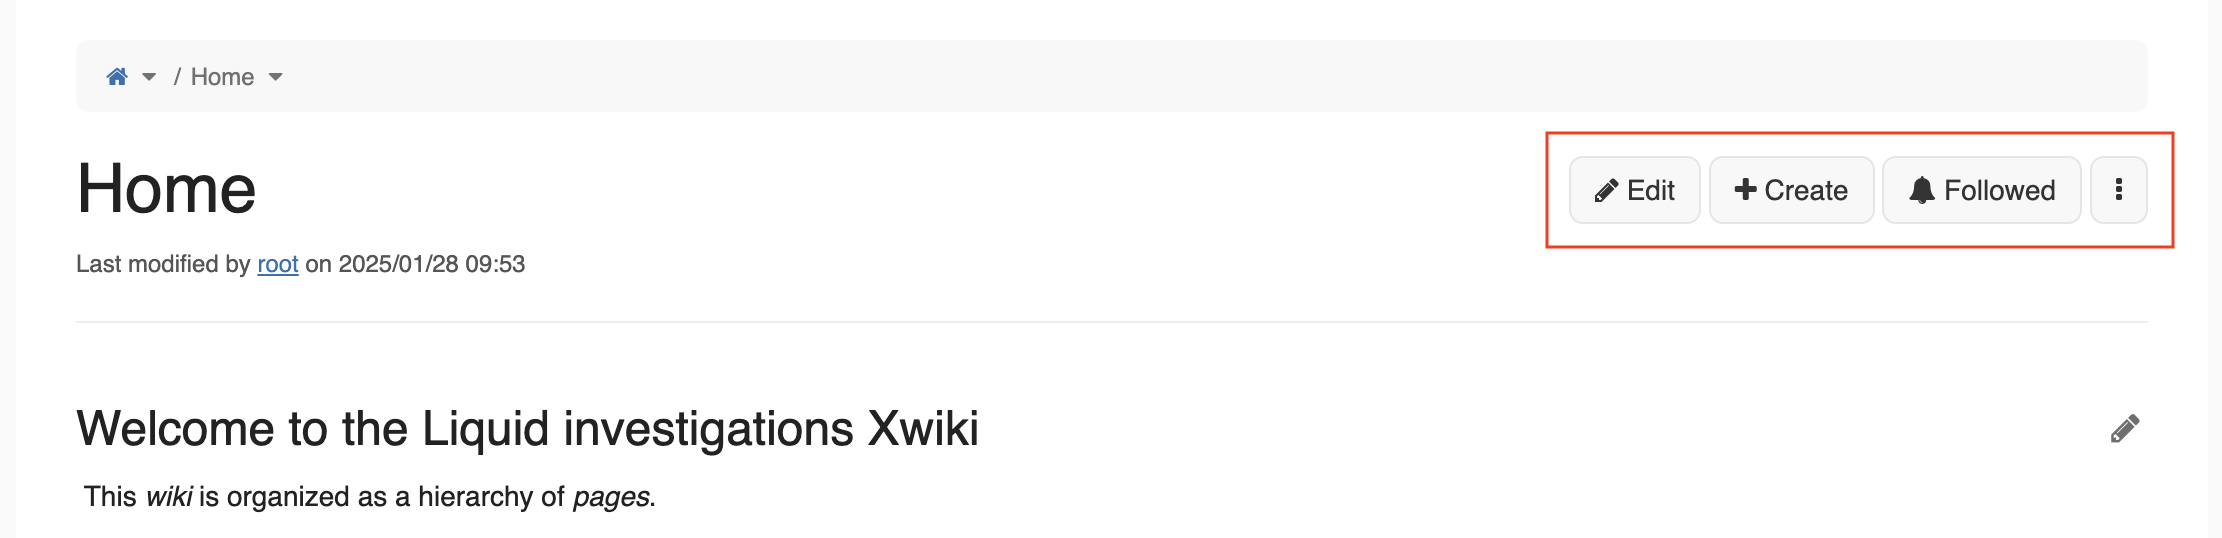 / Home
Home
Edit
Create
Followed
Last modified by root on 2025/01/28 09:53
Welcome to the Liquid investigations Xwiki
This wiki is organized as a hierarchy of pages.